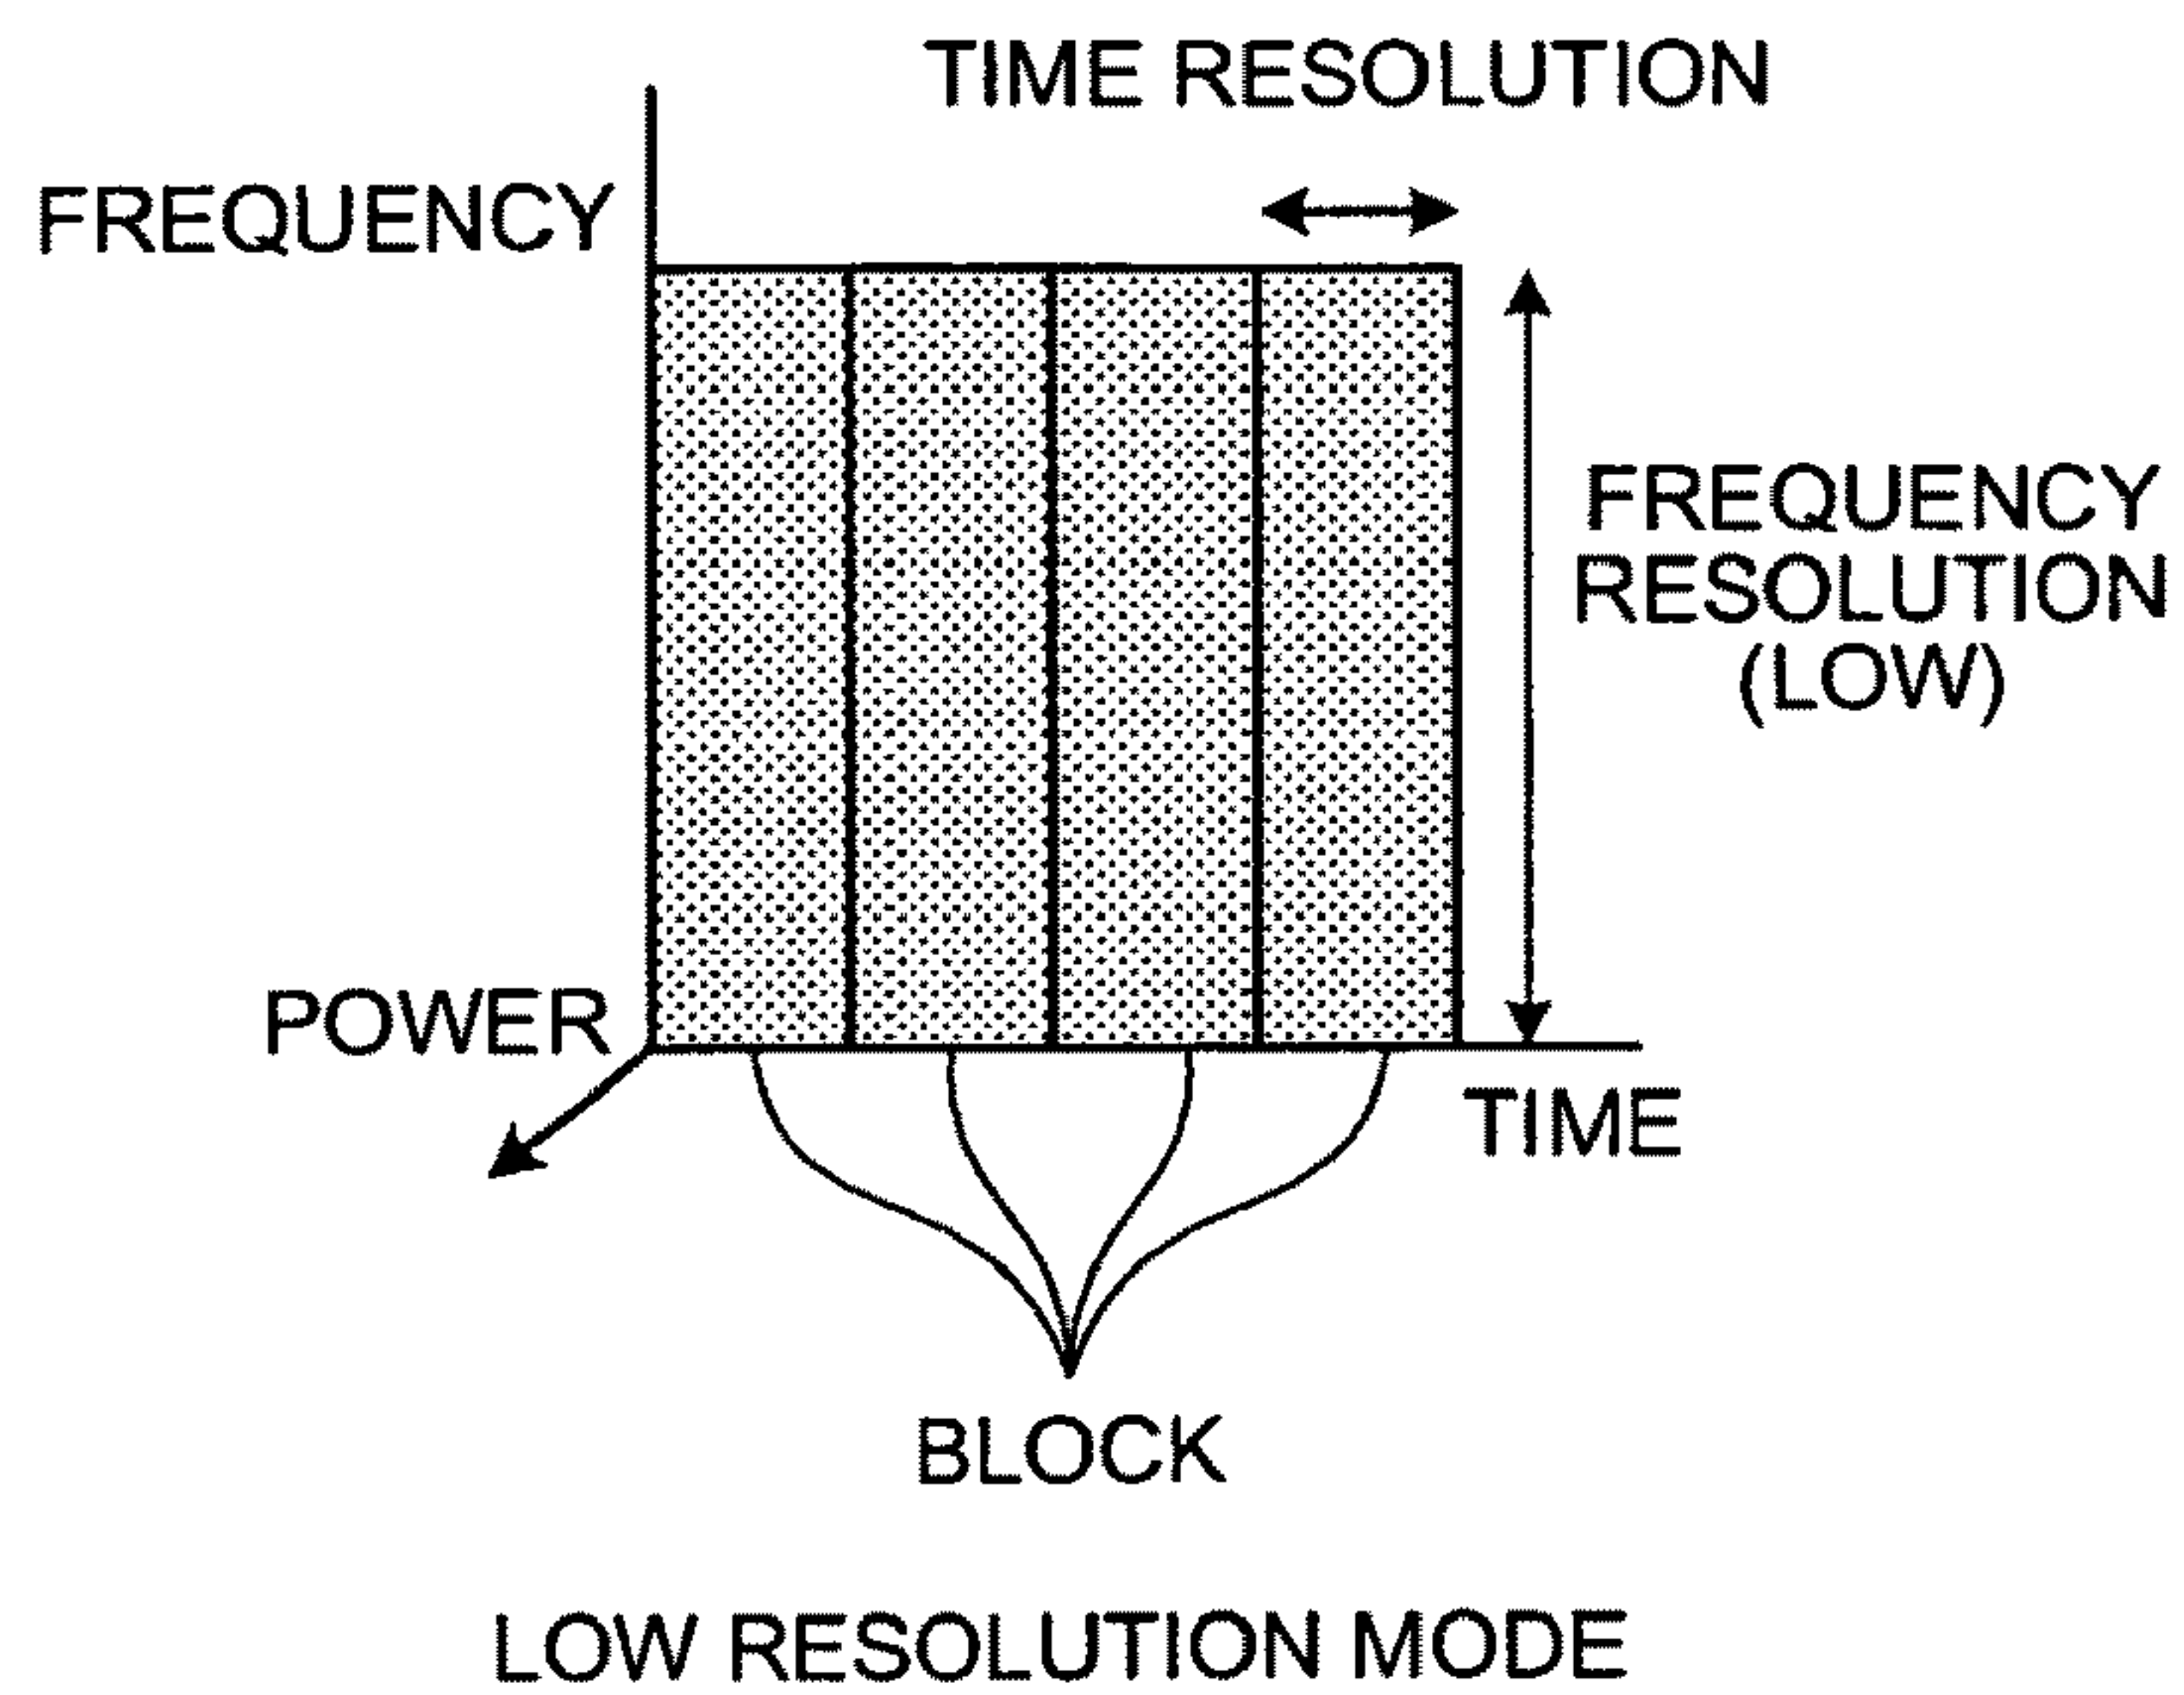 TIME RESOLUTION
FREQUENCY
FREQUENCY
RESOLUTION
(LOW)
POWER
TIME
BLOCK
LOW RESOLUTION MODE